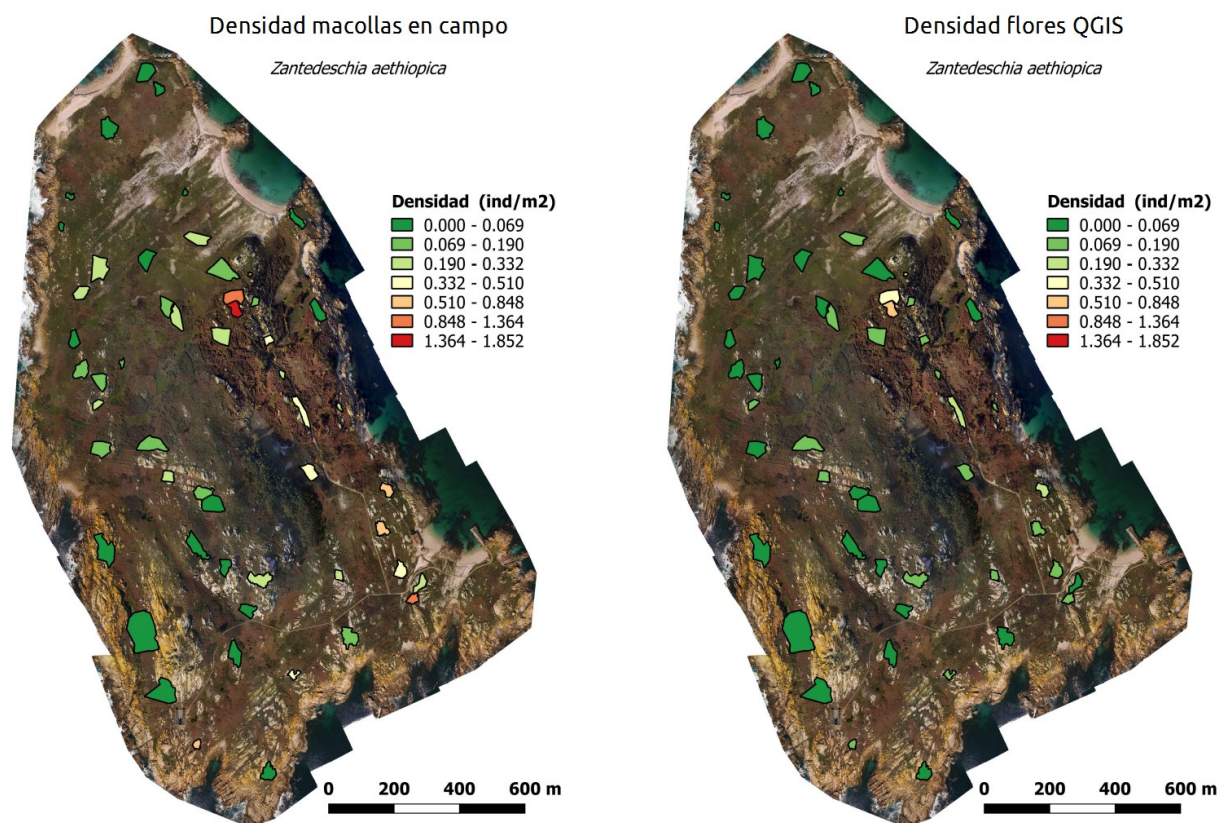 Densidad macollas en campo
Zantedeschia aethiopica
Densidad (ind/m2)
0.000 - 0.069
0.069 - 0.190
0.190 - 0.332
0.332 - 0.510
0.510 - 0.848
0.848 - 1.364
1.364 - 1.852
0 200 400 600 m
Densidad flores QGIS
Zantedeschia aethiopica
Densidad (ind/m2)
0.000 - 0.069
0.069 - 0.190
0.190 - 0.332
0.332 - 0.510
0.510 - 0.848
0.848 - 1.364
1.364 - 1.852
0 200 400 600 m